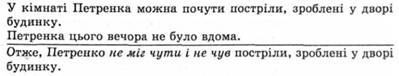 У кімнаті Петренка можна почути постріли, зроблені у дворі
будинку.
Петренка цього вечора не було вдома.
Отже, Петренко не міг чути і не чув постріли, зроблені у дворі
будинку.